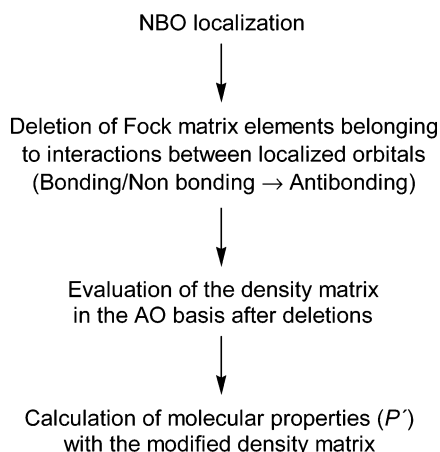 NBO localization
Deletion of Fock matrix elements belonging
to interactions between localized orbitals
(Bonding/Non bonding → Antibonding)
Evaluation of the density matrix
in the AO basis after deletions
Calculation of molecular properties (P´)
with the modified density matrix